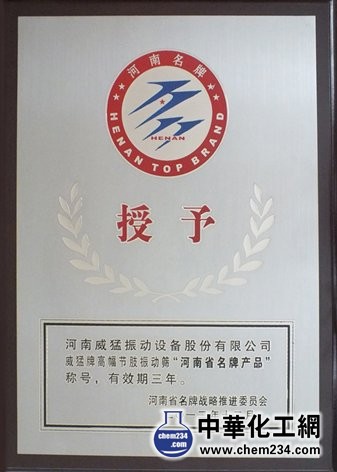 河南名牌
HENAN
HENAN TOP BRAND
授予
河南威猛振动设备股份有限公司
威猛牌高幅节肢振动筛“河南省名牌产品”
称号，有效期三年。
河南省名牌战略推进委员会
中華化工網
chem234.com
www.chem234.com